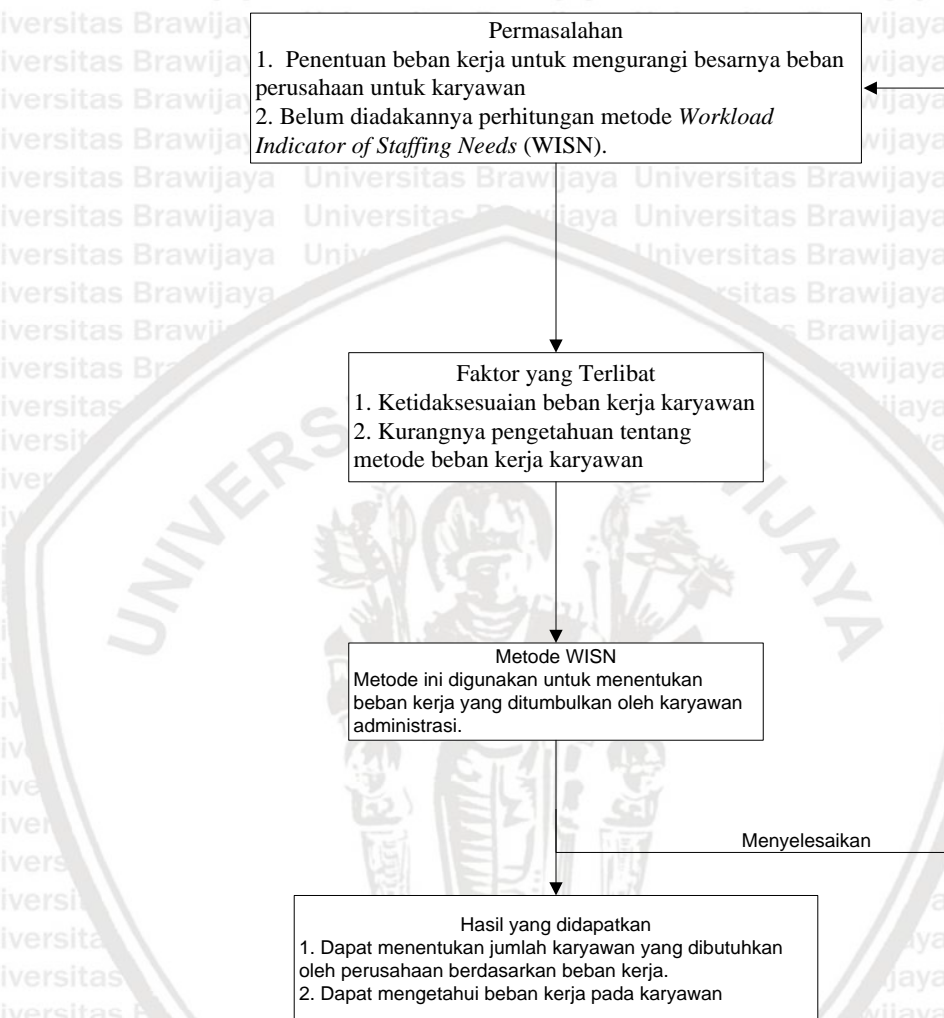 Permasalahan
1. Penentuan beban kerja untuk mengurangi besarnya beban
perusahaan untuk karyawan
2. Belum diadakannya perhitungan metode Workload
Indicator of Staffing Needs (WISN).
Faktor yang Terlibat
1. Ketidaksesuaian beban kerja karyawan
2. Kurangnya pengetahuan tentang
metode beban kerja karyawan
Metode WISN
Metode ini digunakan untuk menentukan
beban kerja yang ditumbulkan oleh karyawan
administrasi.
Menyelesaikan
Hasil yang didapatkan
1. Dapat menentukan jumlah karyawan yang dibutuhkan
oleh perusahaan berdasarkan beban kerja.
2. Dapat mengetahui beban kerja pada karyawan